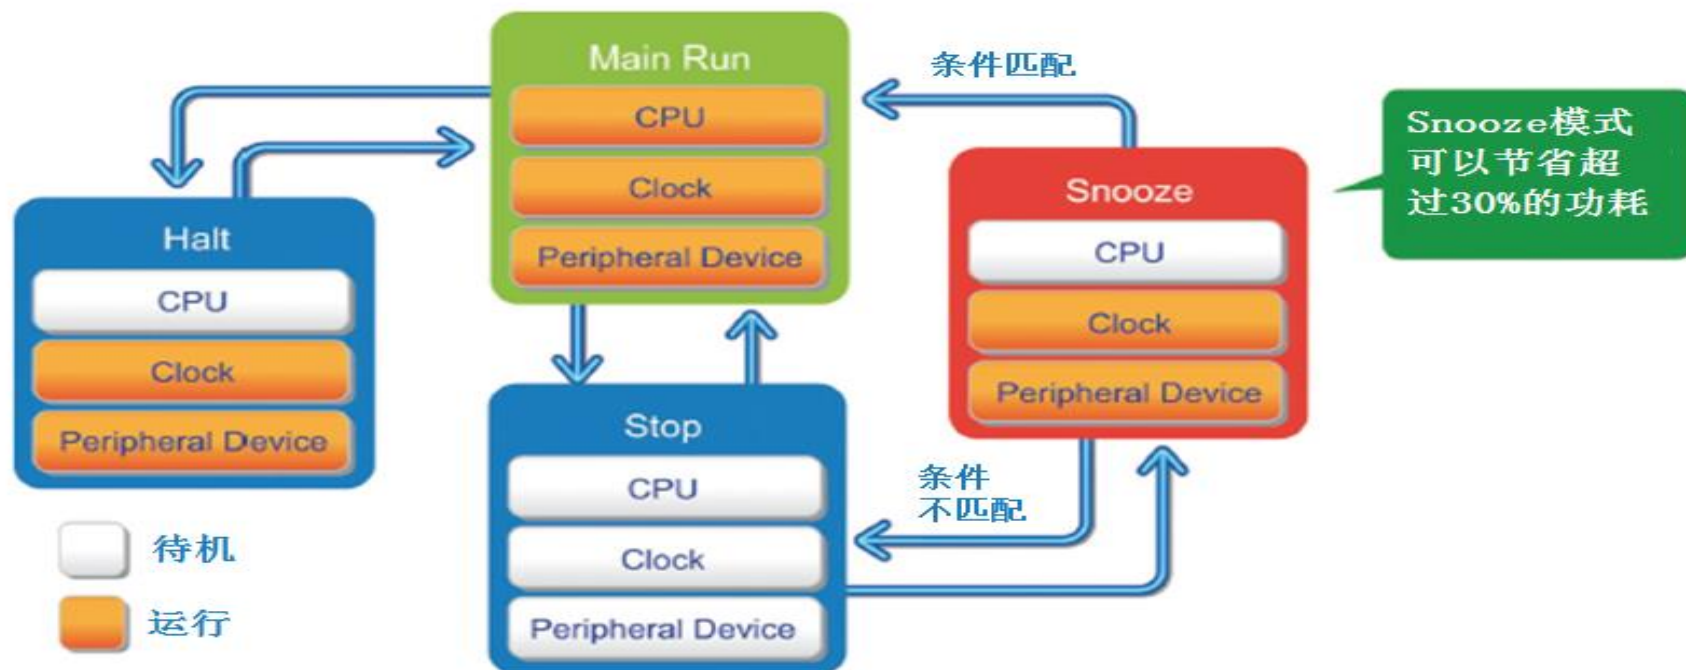 Main Run
CPU
Clock
Peripheral Device
条件匹配
Snooze模式
可以节省超
过30%的功耗
Snooze
CPU
Clock
Peripheral Device
Halt
CPU
Clock
Peripheral Device
Stop
CPU
Clock
Peripheral Device
条件
不匹配
待机
运行